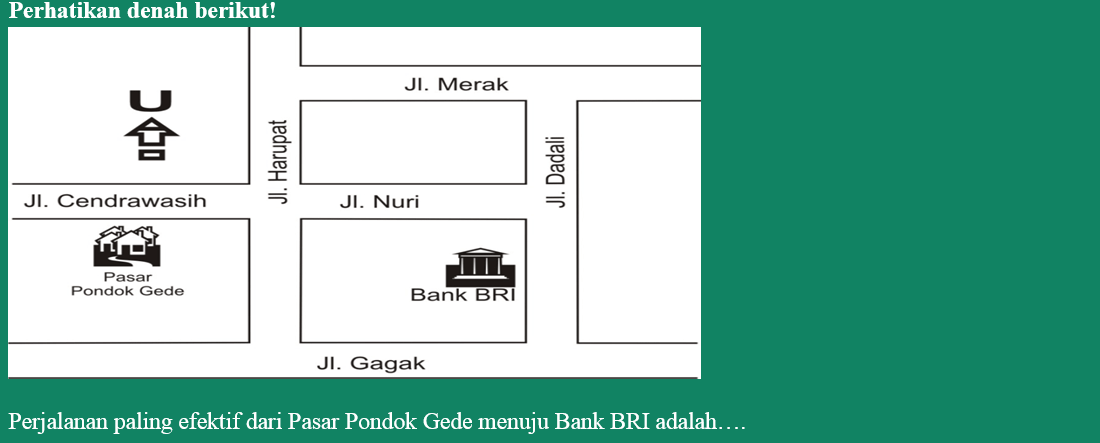 Perhatikan denah berikut!
U
Jl. Merak
Jl. Harupat
Jl. Dadali
Jl. Cendrawasih
Jl. Nuri
Pasar
Pondok Gede
Bank BRI
Jl. Gagak
Perjalanan paling efektif dari Pasar Pondok Gede menuju Bank BRI adalah….